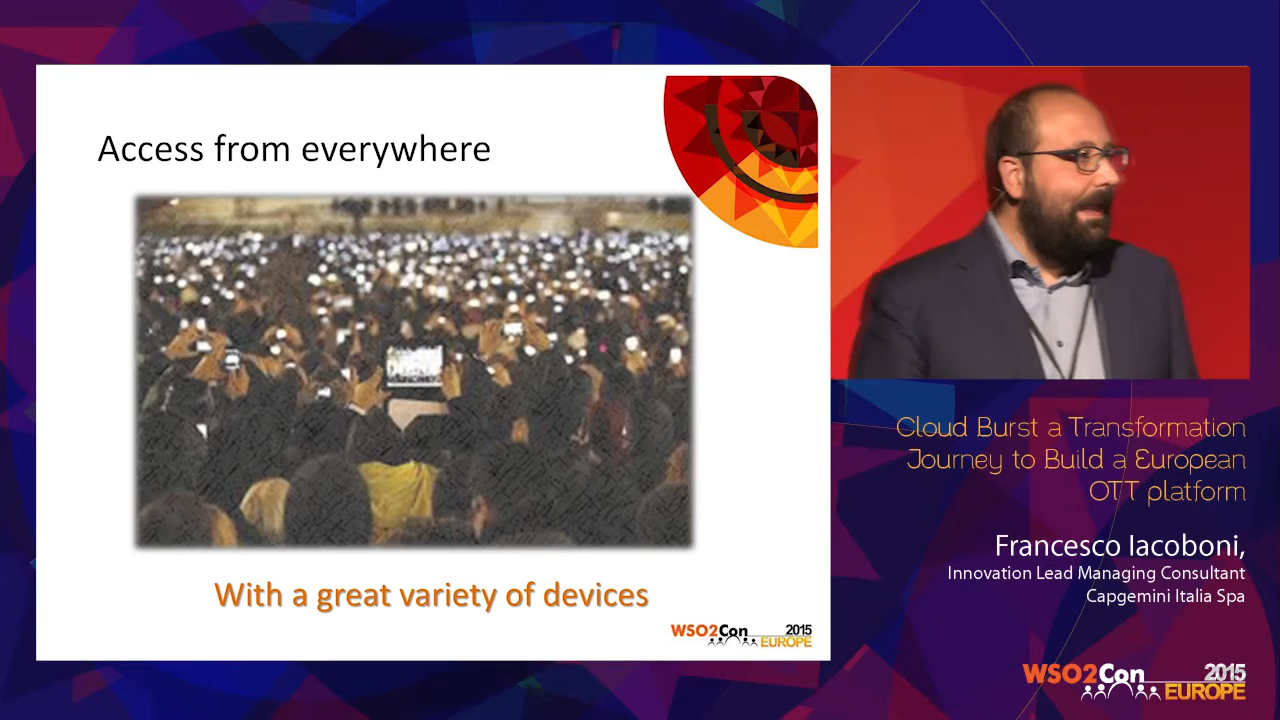 Access from everywhere
With a great variety of devices
WSO2Con 2015
EUROPE
Cloud Burst a Transformation
Journey to Build a European
OTT platform
Francesco Iacoboni,
Innovation Lead Managing Consultant
Capgemini Italia Spa
WSO2Con 2015
EUROPE